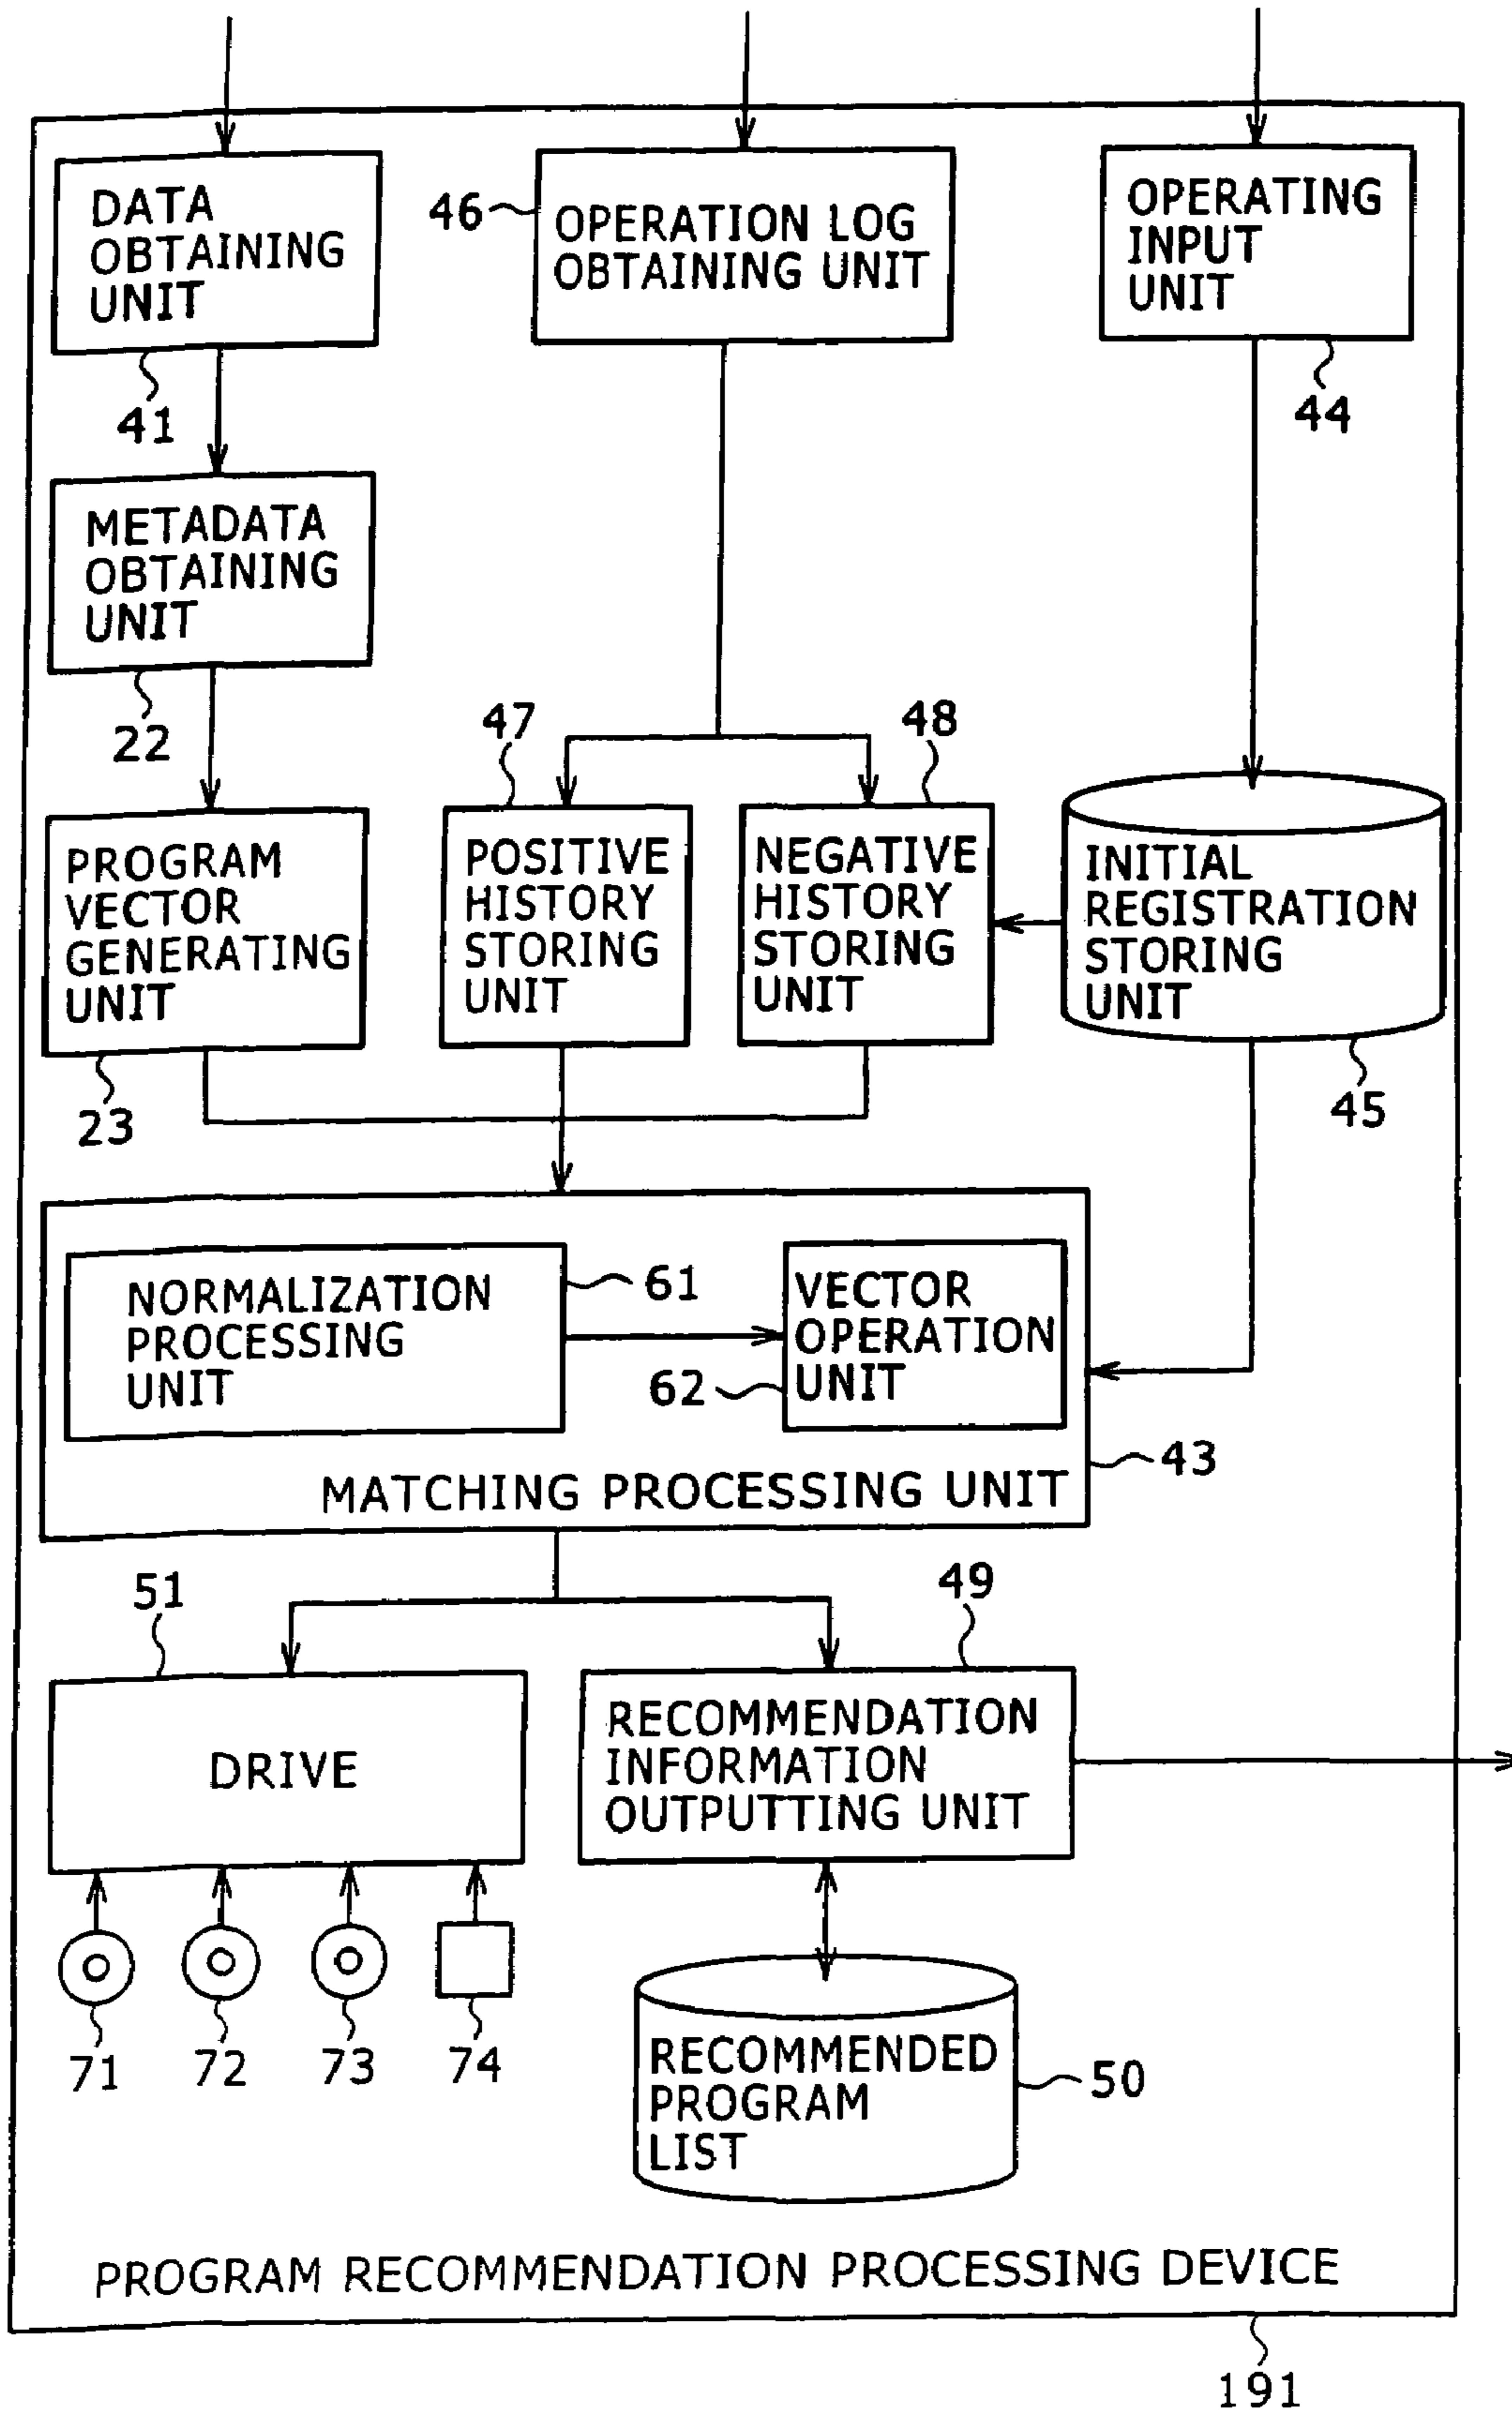 DATA
OBTAINING
UNIT
41
46
OPERATION LOG
OBTAINING UNIT
OPERATING
INPUT
UNIT
44
METADATA
OBTAINING
UNIT
22
47
48
PROGRAM
VECTOR
GENERATING
UNIT
23
POSITIVE
HISTORY
STORING
UNIT
NEGATIVE
HISTORY
STORING
UNIT
INITIAL
REGISTRATION
STORING
UNIT
45
NORMALIZATION
PROCESSING
UNIT
61
62
VECTOR
OPERATION
UNIT
MATCHING PROCESSING UNIT
43
51
49
DRIVE
RECOMMENDATION
INFORMATION
OUTPUTTING UNIT
71
72
73
74
RECOMMENDED
PROGRAM
LIST
50
PROGRAM RECOMMENDATION PROCESSING DEVICE
191